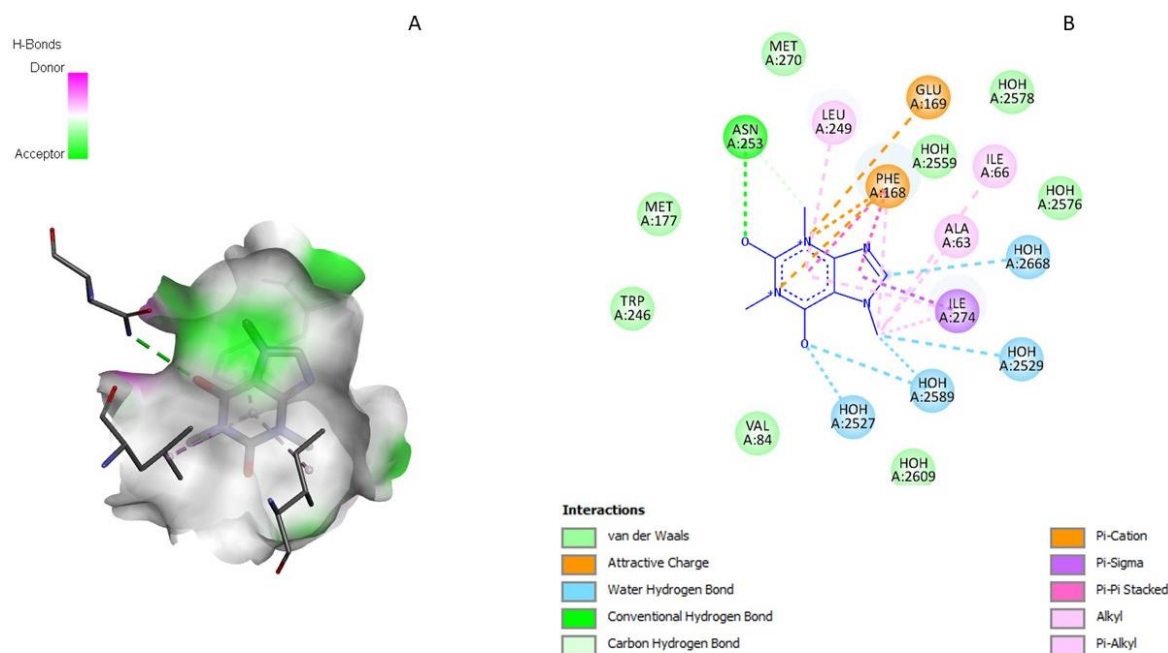 A
H-Bonds
Donor
Acceptor
B
MET
A:270
GLU
A:169
HOH
A:2578
LEU
A:249
ASN
A:253
HOH
A:2559
ILE
A:66
PHE
A:168
HOH
A:2576
MET
A:177
ALA
A:63
HOH
A:2668
O
N
+
N
TRP
A:246
+
N
N
ILE
A:274
O
HOH
A:2529
HOH
A:2589
HOH
A:2527
VAL
A:84
HOH
A:2609
Interactions
van der Waals
Attractive Charge
Water Hydrogen Bond
Conventional Hydrogen Bond
Carbon Hydrogen Bond
Pi-Cation
Pi-Sigma
Pi-Pi Stacked
Alkyl
Pi-Alkyl